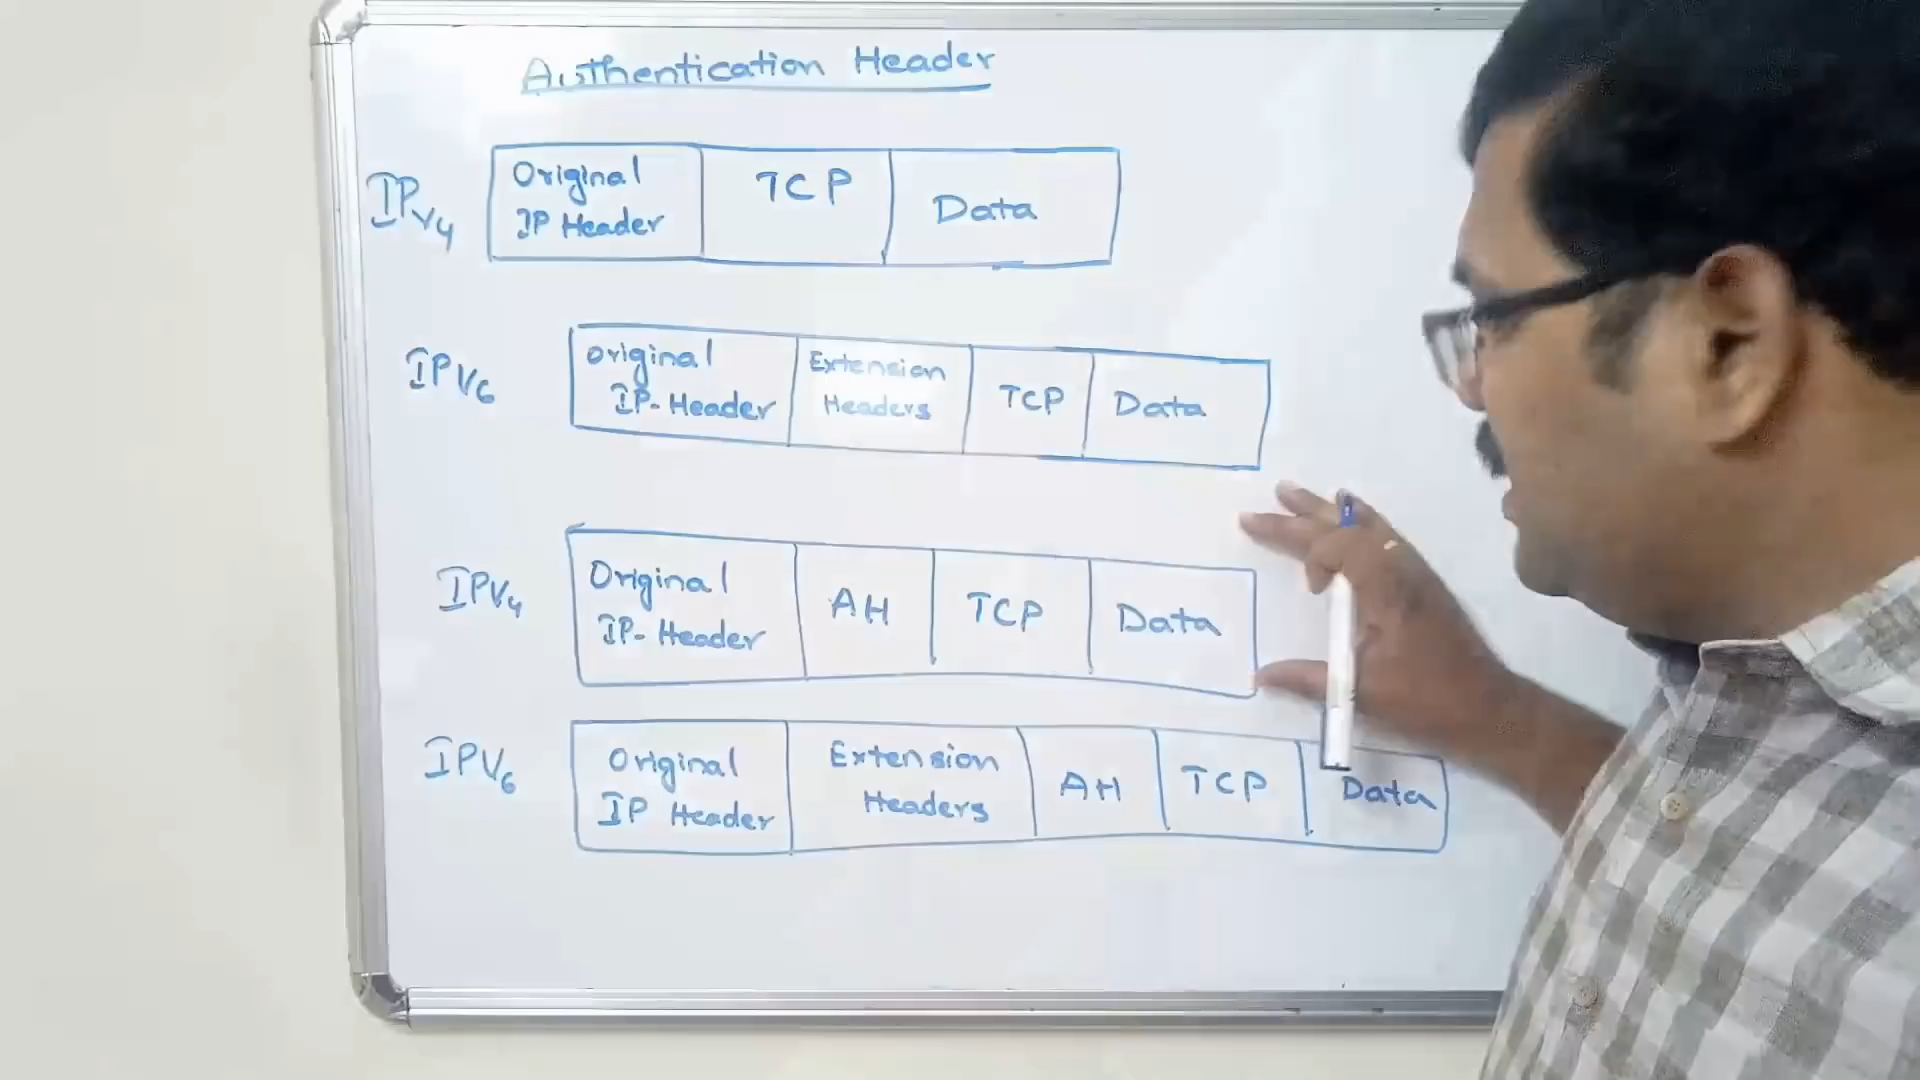 Authentication Header
IPv4
Original
IP Header
TCP
Data
IPV6
Original
IP-Header
Extension
Headers
TCP
Data
IPV4
Original
IP-Header
AH
TCP
Data
IPV6
Original
IP Header
Extension
Headers
AH
TCP
Data